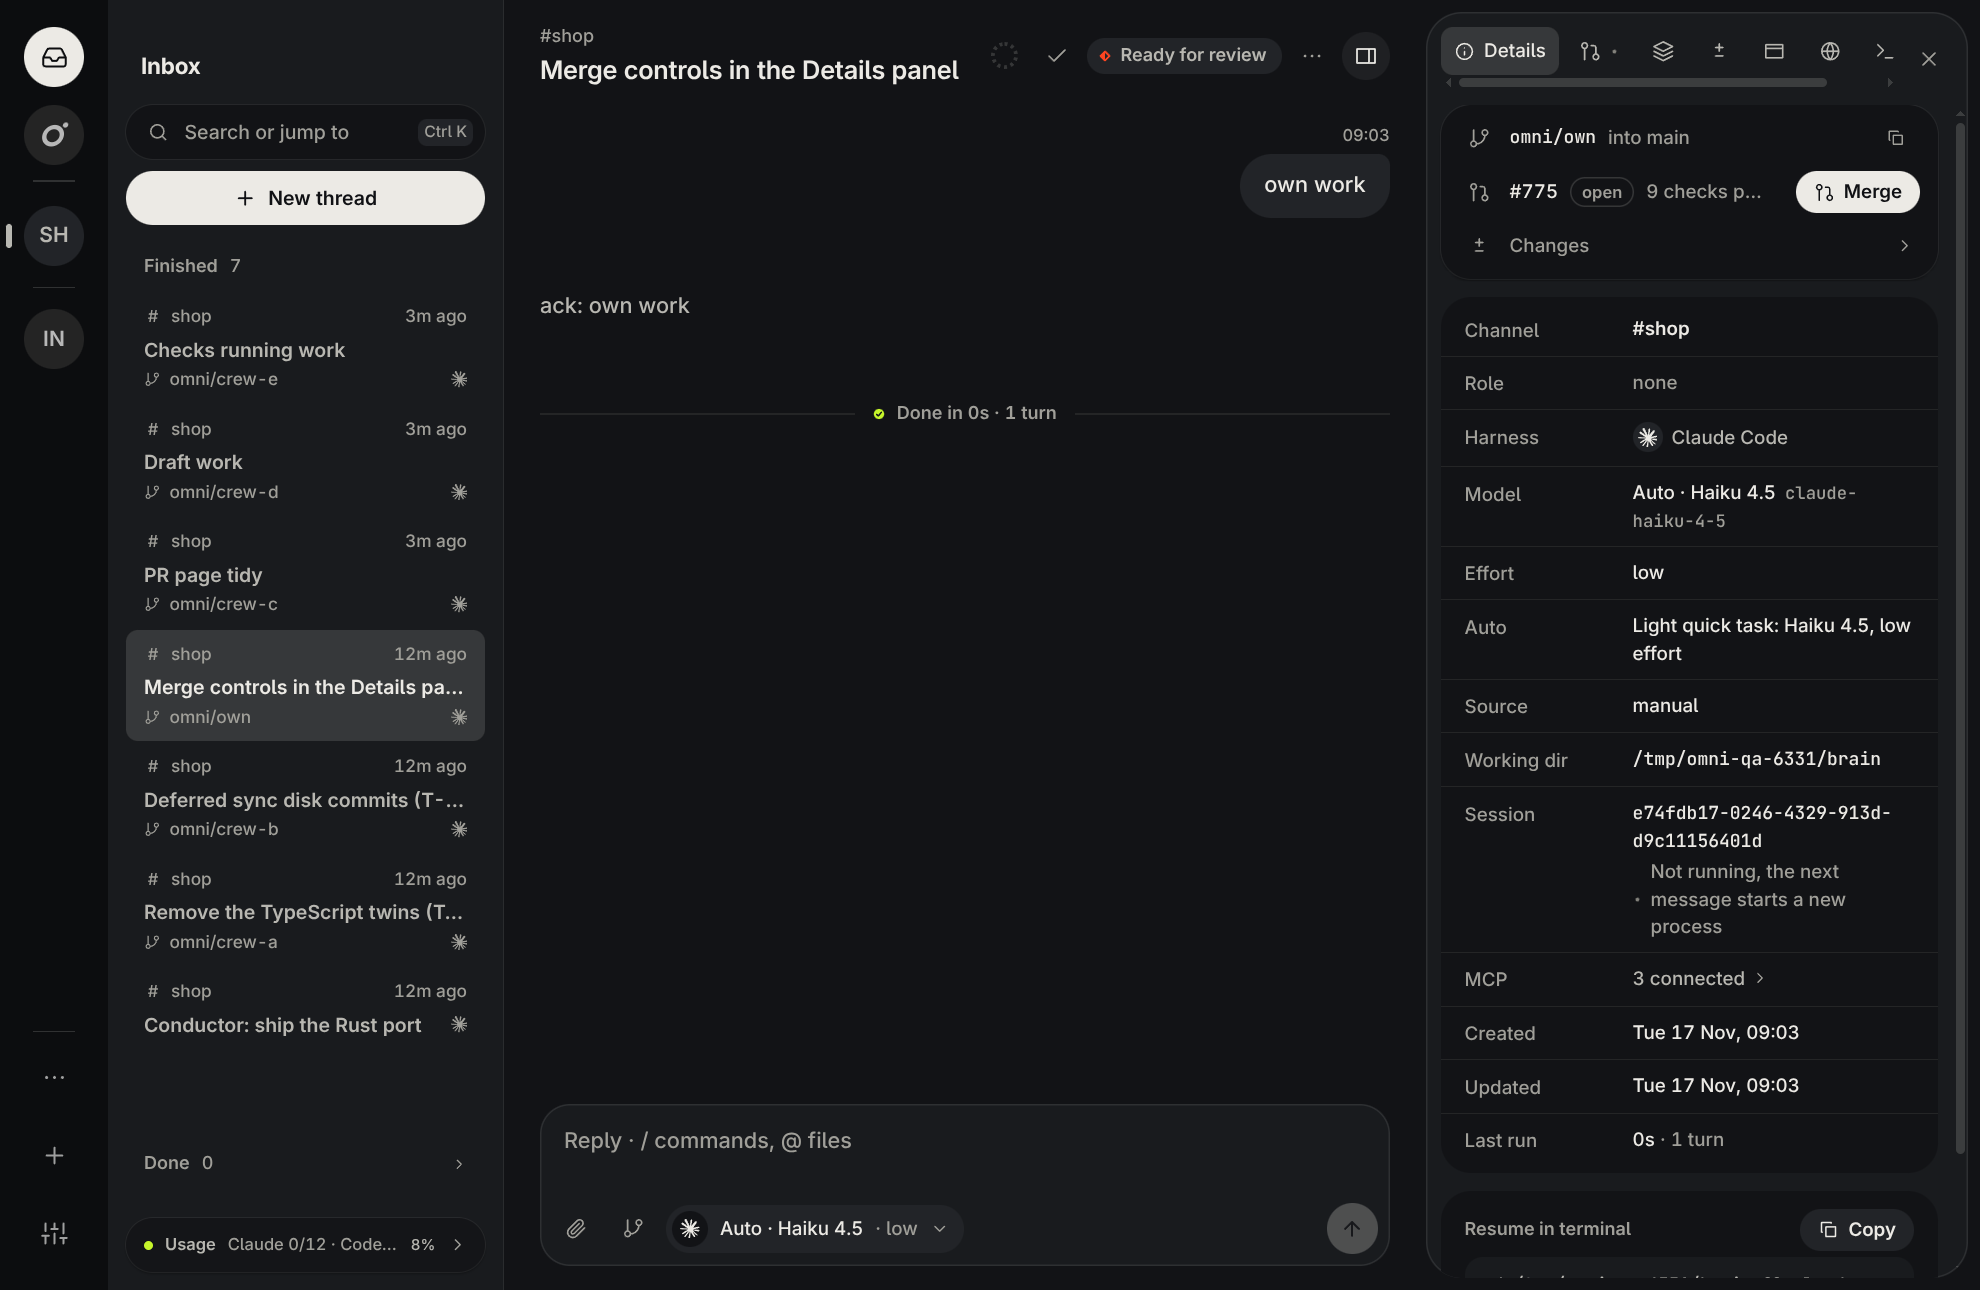 Inbox
Search or jump to
Ctrl K
New thread
SH
IN
Finished 7
# shop 3m ago
Checks running work
omni/crew-e
# shop 3m ago
Draft work
omni/crew-d
# shop 3m ago
PR page tidy
omni/crew-c
# shop 12m ago
Merge controls in the Details pa...
omni/own
# shop 12m ago
Deferred sync disk commits (T-...
omni/crew-b
# shop 12m ago
Remove the TypeScript twins (T...
omni/crew-a
# shop 12m ago
Conductor: ship the Rust port
Done 0
Usage Claude 0/12 · Code... 8%
#shop
Merge controls in the Details panel
Ready for review
09:03
own work
ack: own work
Done in 0s · 1 turn
Reply · / commands, @ files
Auto · Haiku 4.5 · low
Details
omni/own into main
#775 open 9 checks p... Merge
Changes
Channel #shop
Role none
Harness Claude Code
Model Auto · Haiku 4.5 claude-
haiku-4-5
Effort low
Auto Light quick task: Haiku 4.5, low
effort
Source manual
Working dir /tmp/omni-qa-6331/brain
Session e74fdb17-0246-4329-913d-
d9c11156401d
Not running, the next
message starts a new
process
MCP 3 connected
Created Tue 17 Nov, 09:03
Updated Tue 17 Nov, 09:03
Last run 0s · 1 turn
Resume in terminal Copy